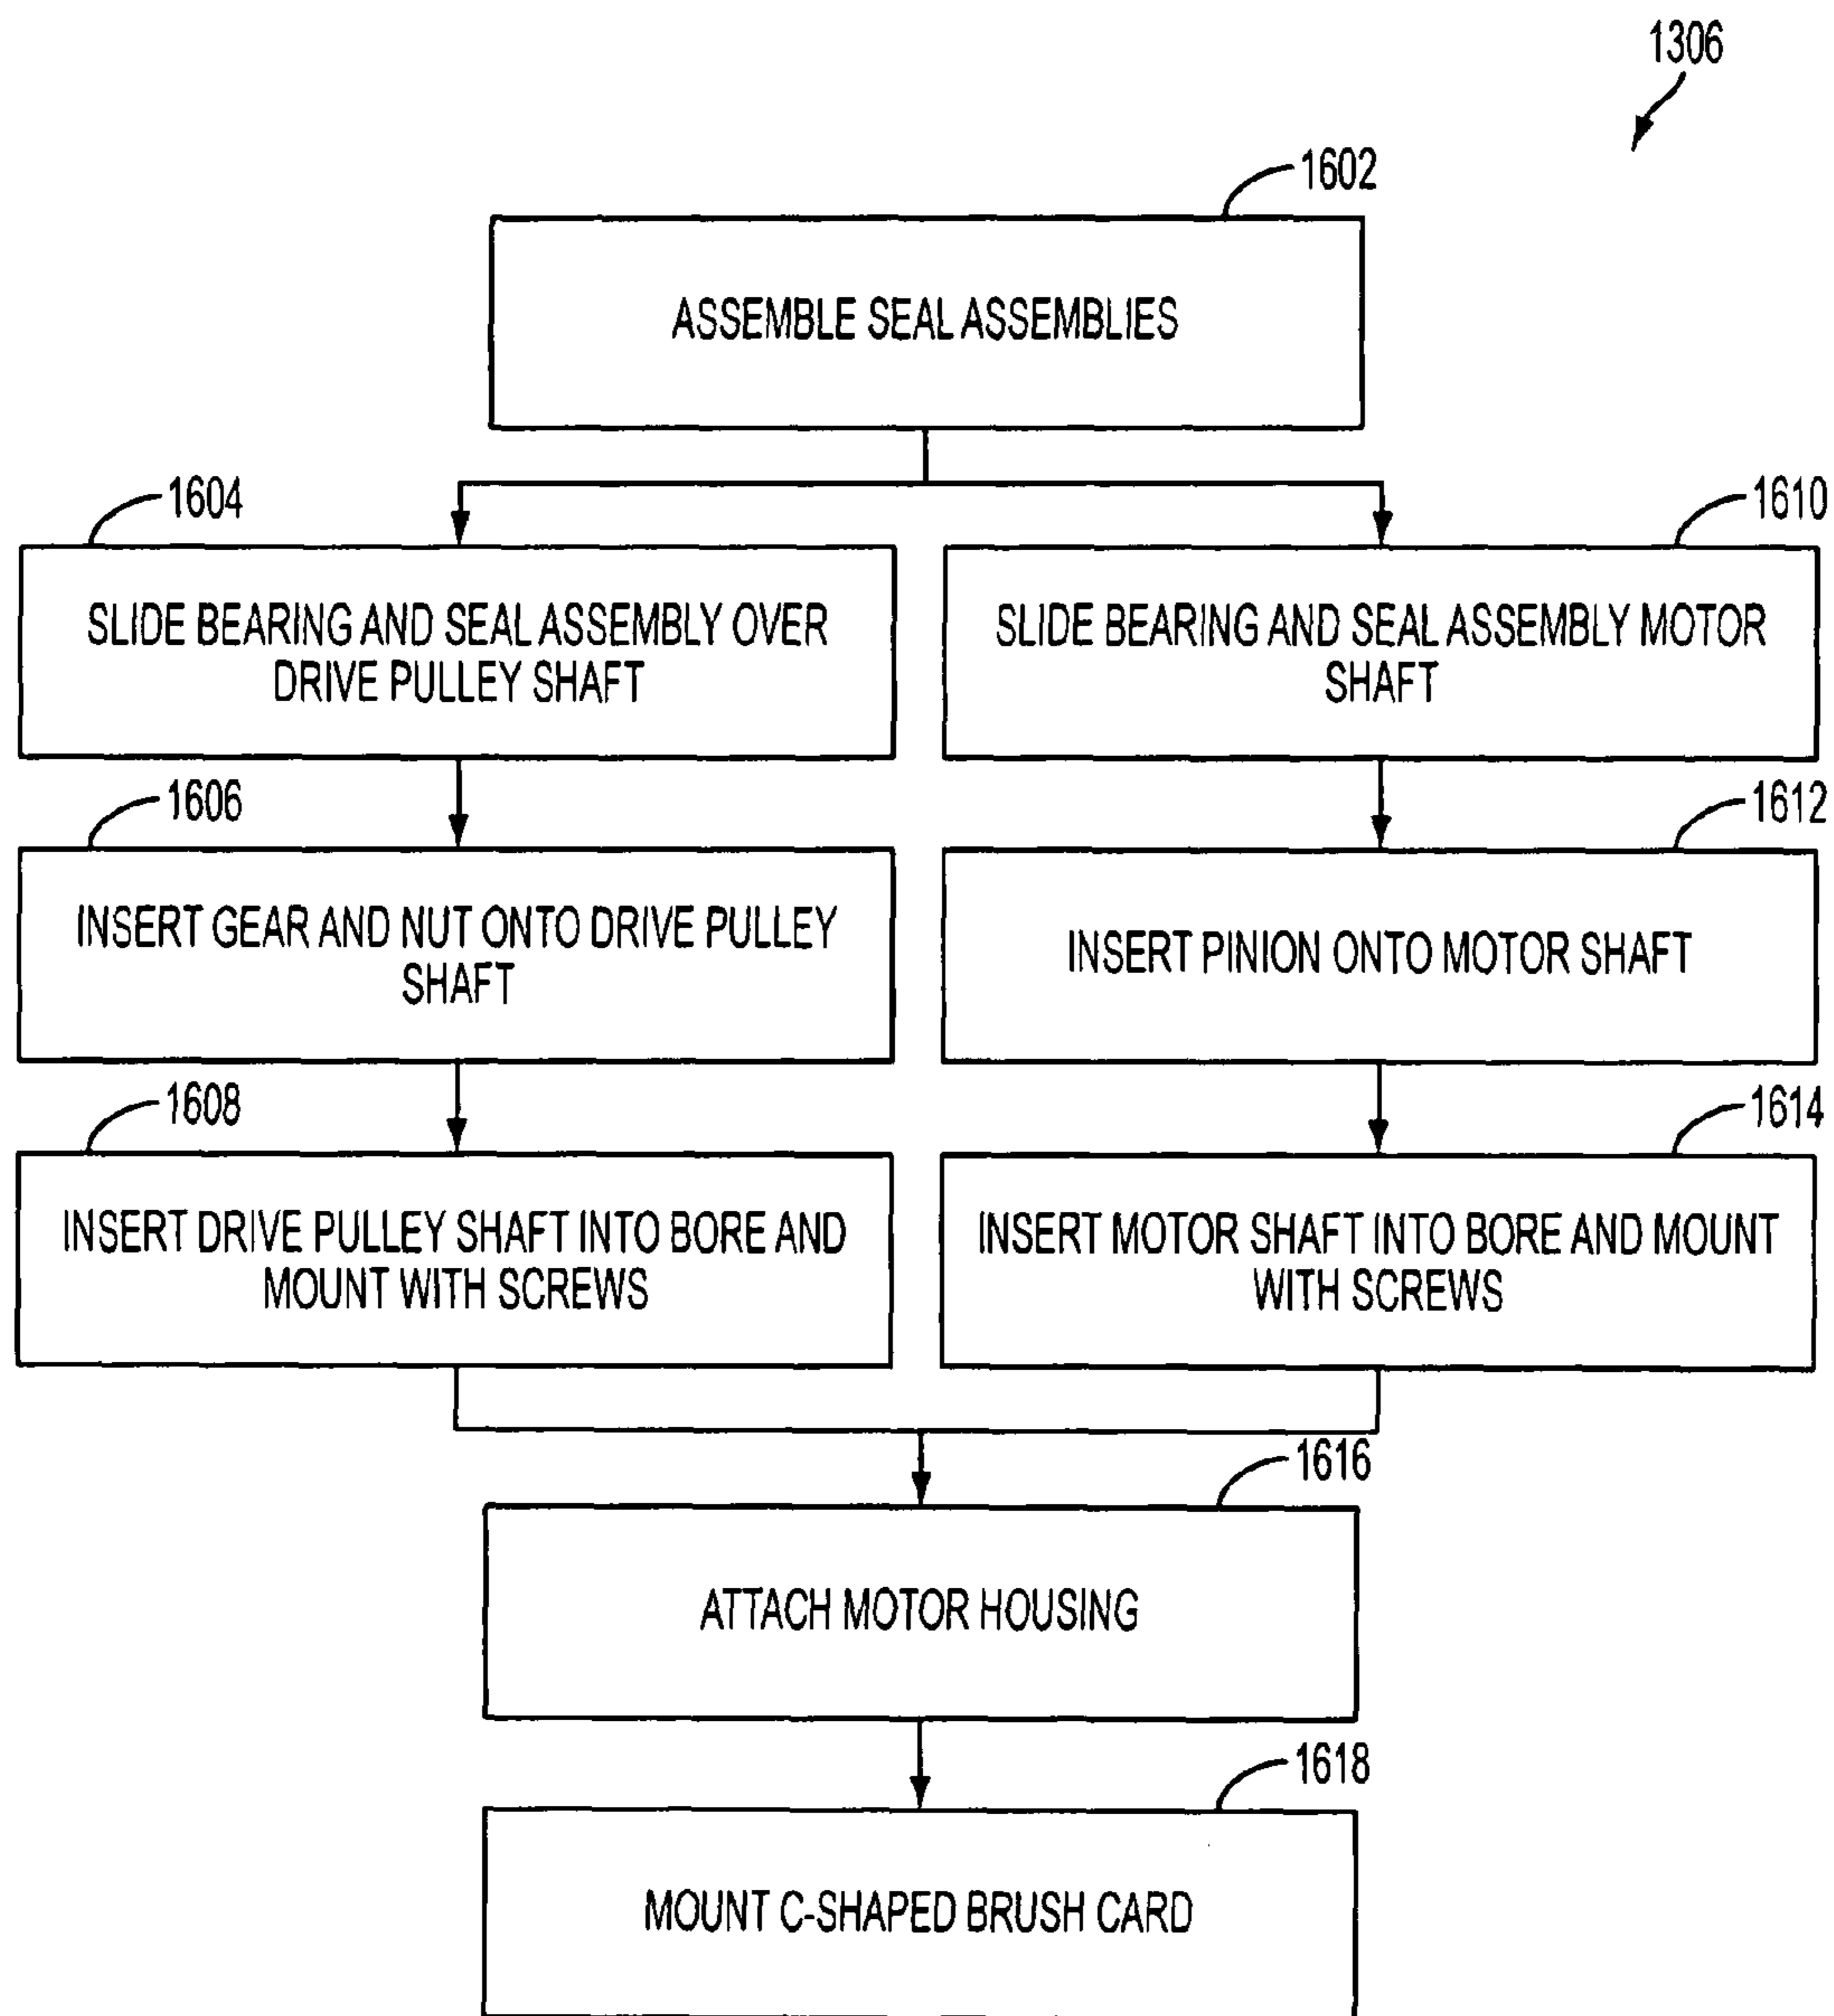 1306
1602
ASSEMBLE SEAL ASSEMBLIES
1604
SLIDE BEARING AND SEAL ASSEMBLY OVER
DRIVE PULLEY SHAFT
1610
SLIDE BEARING AND SEAL ASSEMBLY MOTOR
SHAFT
1606
INSERT GEAR AND NUT ONTO DRIVE PULLEY
SHAFT
1612
INSERT PINION ONTO MOTOR SHAFT
1608
INSERT DRIVE PULLEY SHAFT INTO BORE AND
MOUNT WITH SCREWS
1614
INSERT MOTOR SHAFT INTO BORE AND MOUNT
WITH SCREWS
1616
ATTACH MOTOR HOUSING
1618
MOUNT C-SHAPED BRUSH CARD